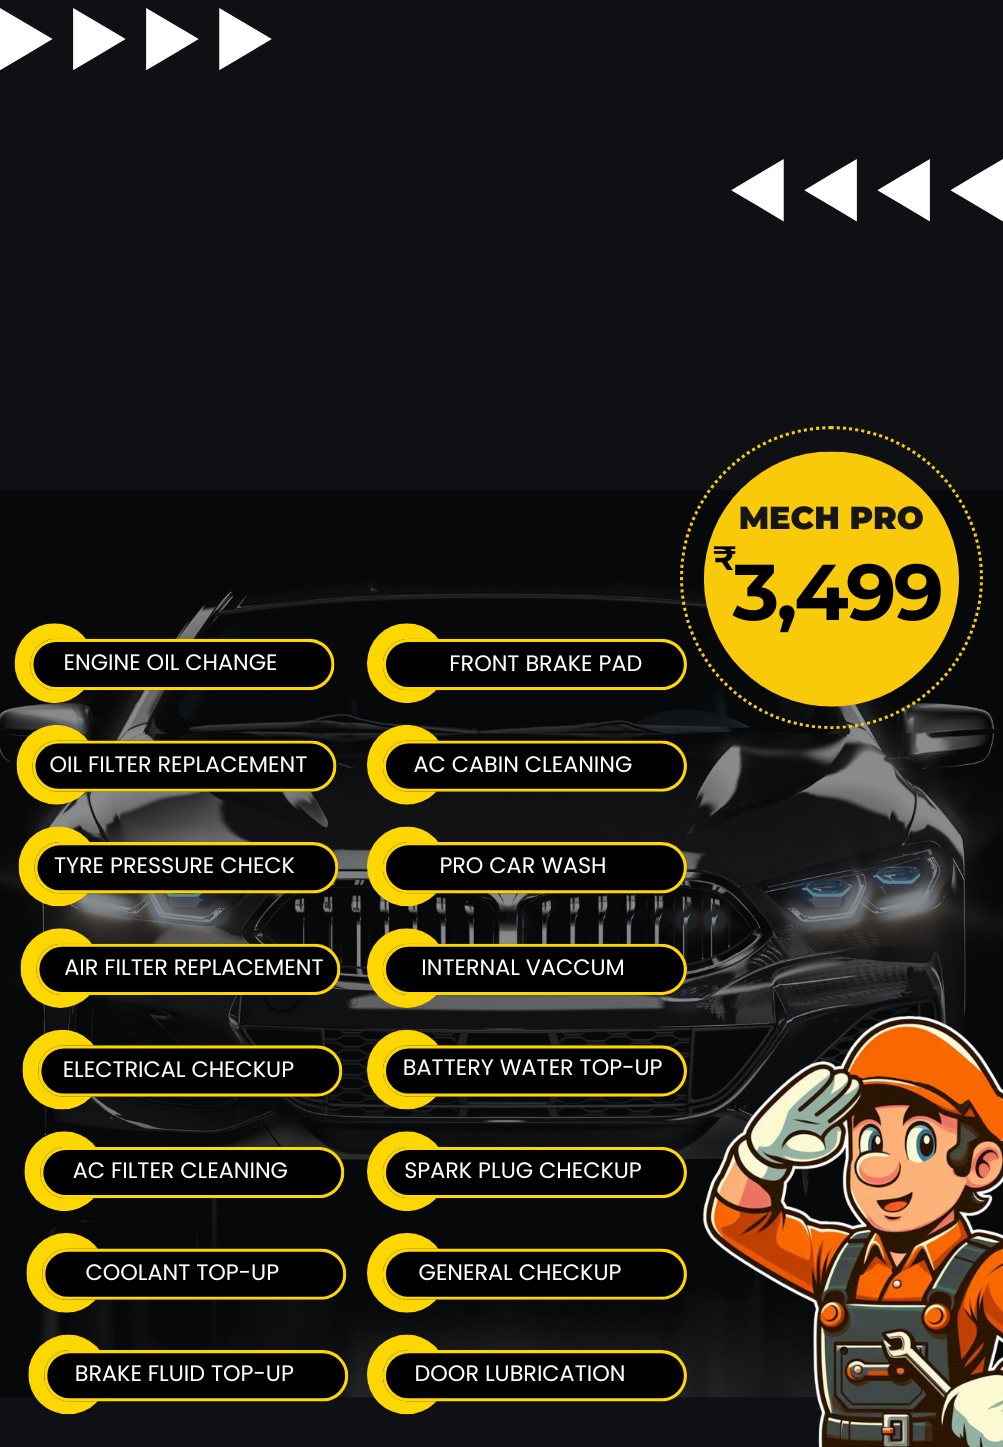 MECH PRO
₹3,499
ENGINE OIL CHANGE
FRONT BRAKE PAD
OIL FILTER REPLACEMENT
AC CABIN CLEANING
TYRE PRESSURE CHECK
PRO CAR WASH
AIR FILTER REPLACEMENT
INTERNAL VACCUM
ELECTRICAL CHECKUP
BATTERY WATER TOP-UP
AC FILTER CLEANING
SPARK PLUG CHECKUP
COOLANT TOP-UP
GENERAL CHECKUP
BRAKE FLUID TOP-UP
DOOR LUBRICATION